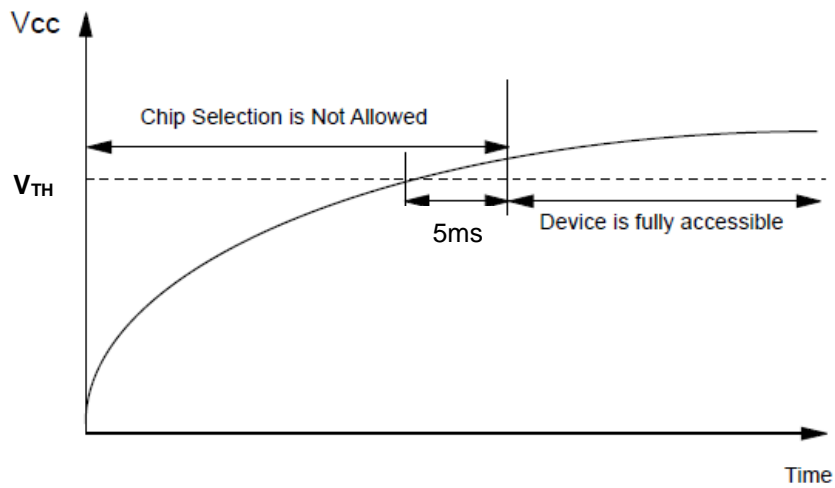 Vcc
Chip Selection is Not Allowed
VTH
5ms
Device is fully accessible
Time